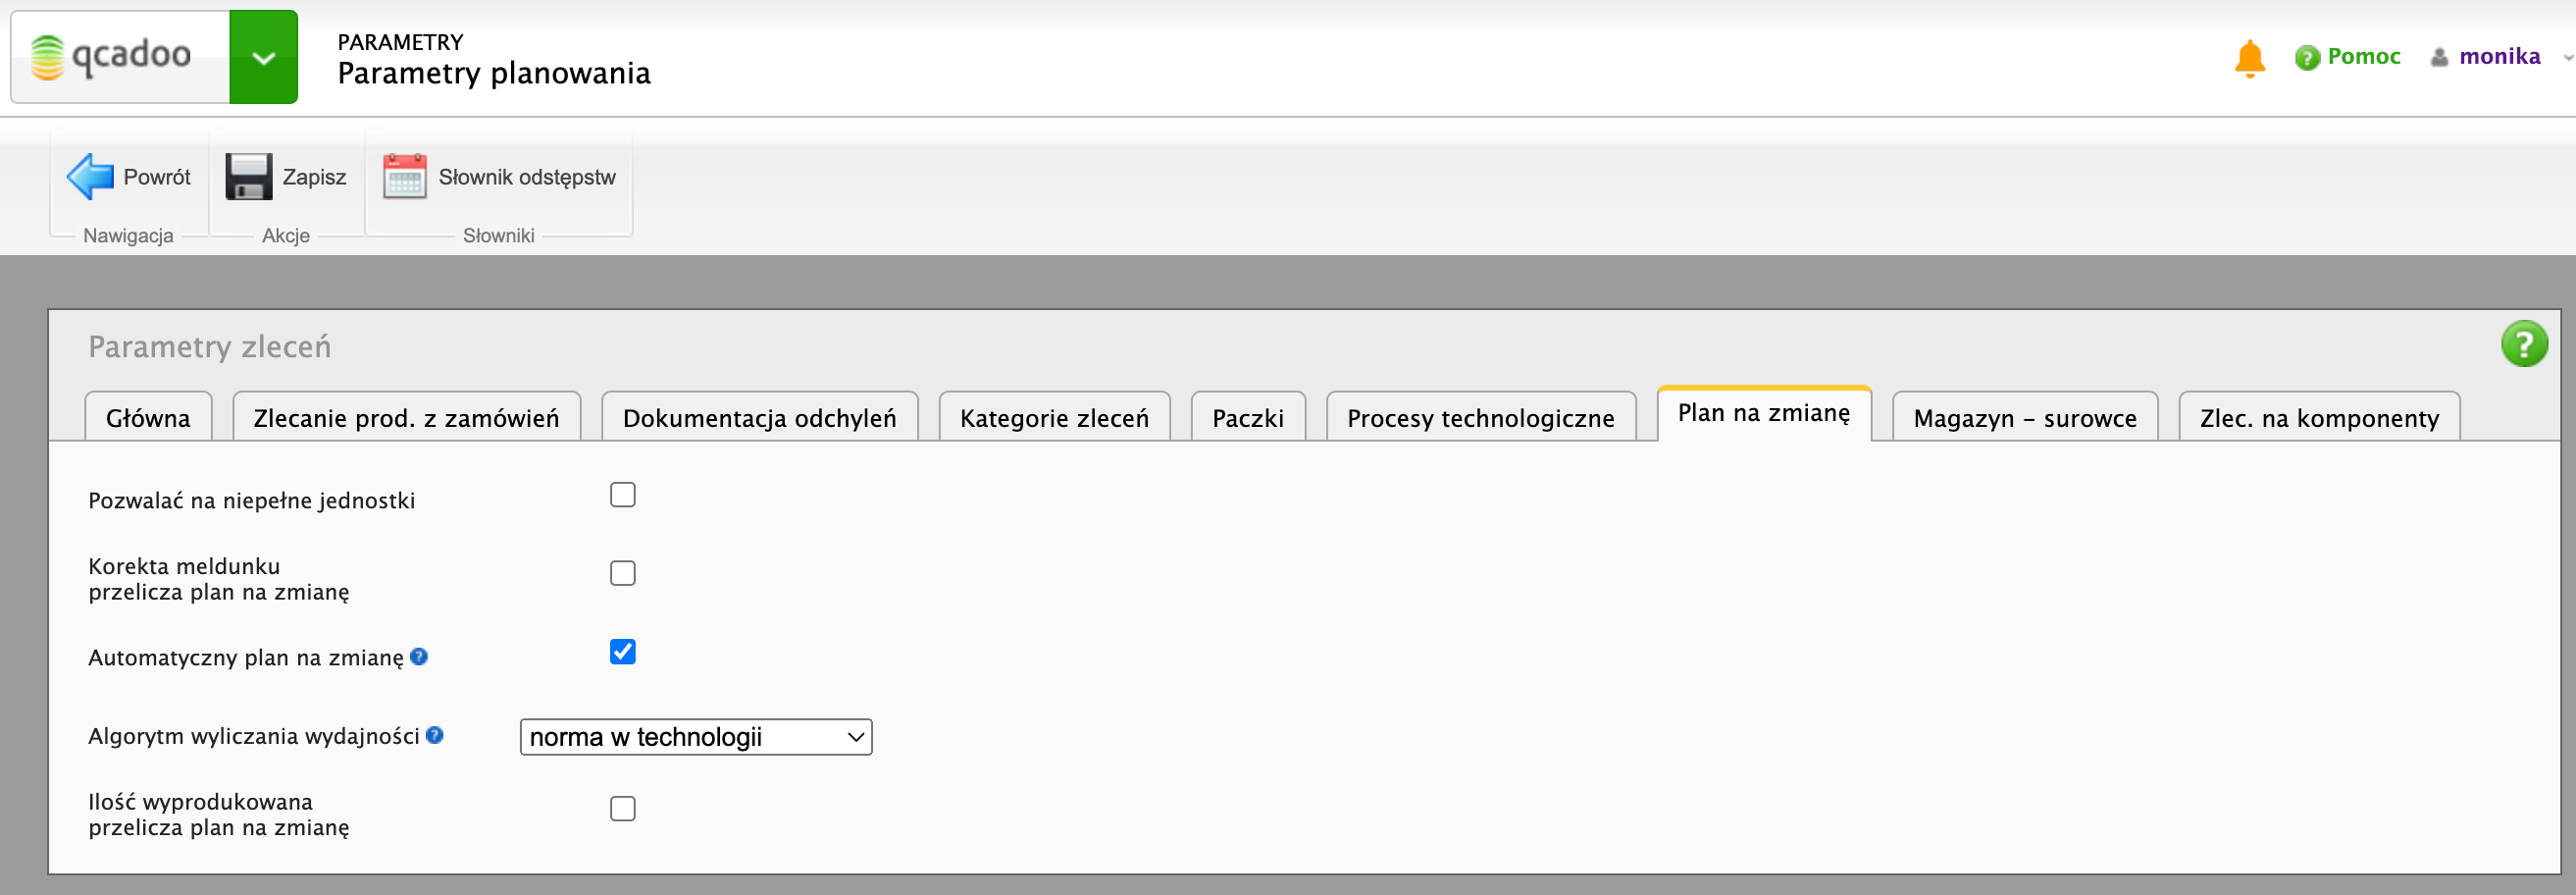 qcadoo
PARAMETRY
Parametry planowania
Pomoc
monika
Powrót
Zapisz
Słownik odstępstw
Nawigacja
Akcje
Słowniki
Parametry zleceń
Główna
Zlecanie prod. z zamówień
Dokumentacja odchyleń
Kategorie zleceń
Paczki
Procesy technologiczne
Plan na zmianę
Magazyn - surowce
Zlec. na komponenty
Pozwalać na niepełne jednostki
Korekta meldunku
przelicza plan na zmianę
Automatyczny plan na zmianę
Algorytm wyliczania wydajności
norma w technologii
Ilość wyprodukowana
przelicza plan na zmianę